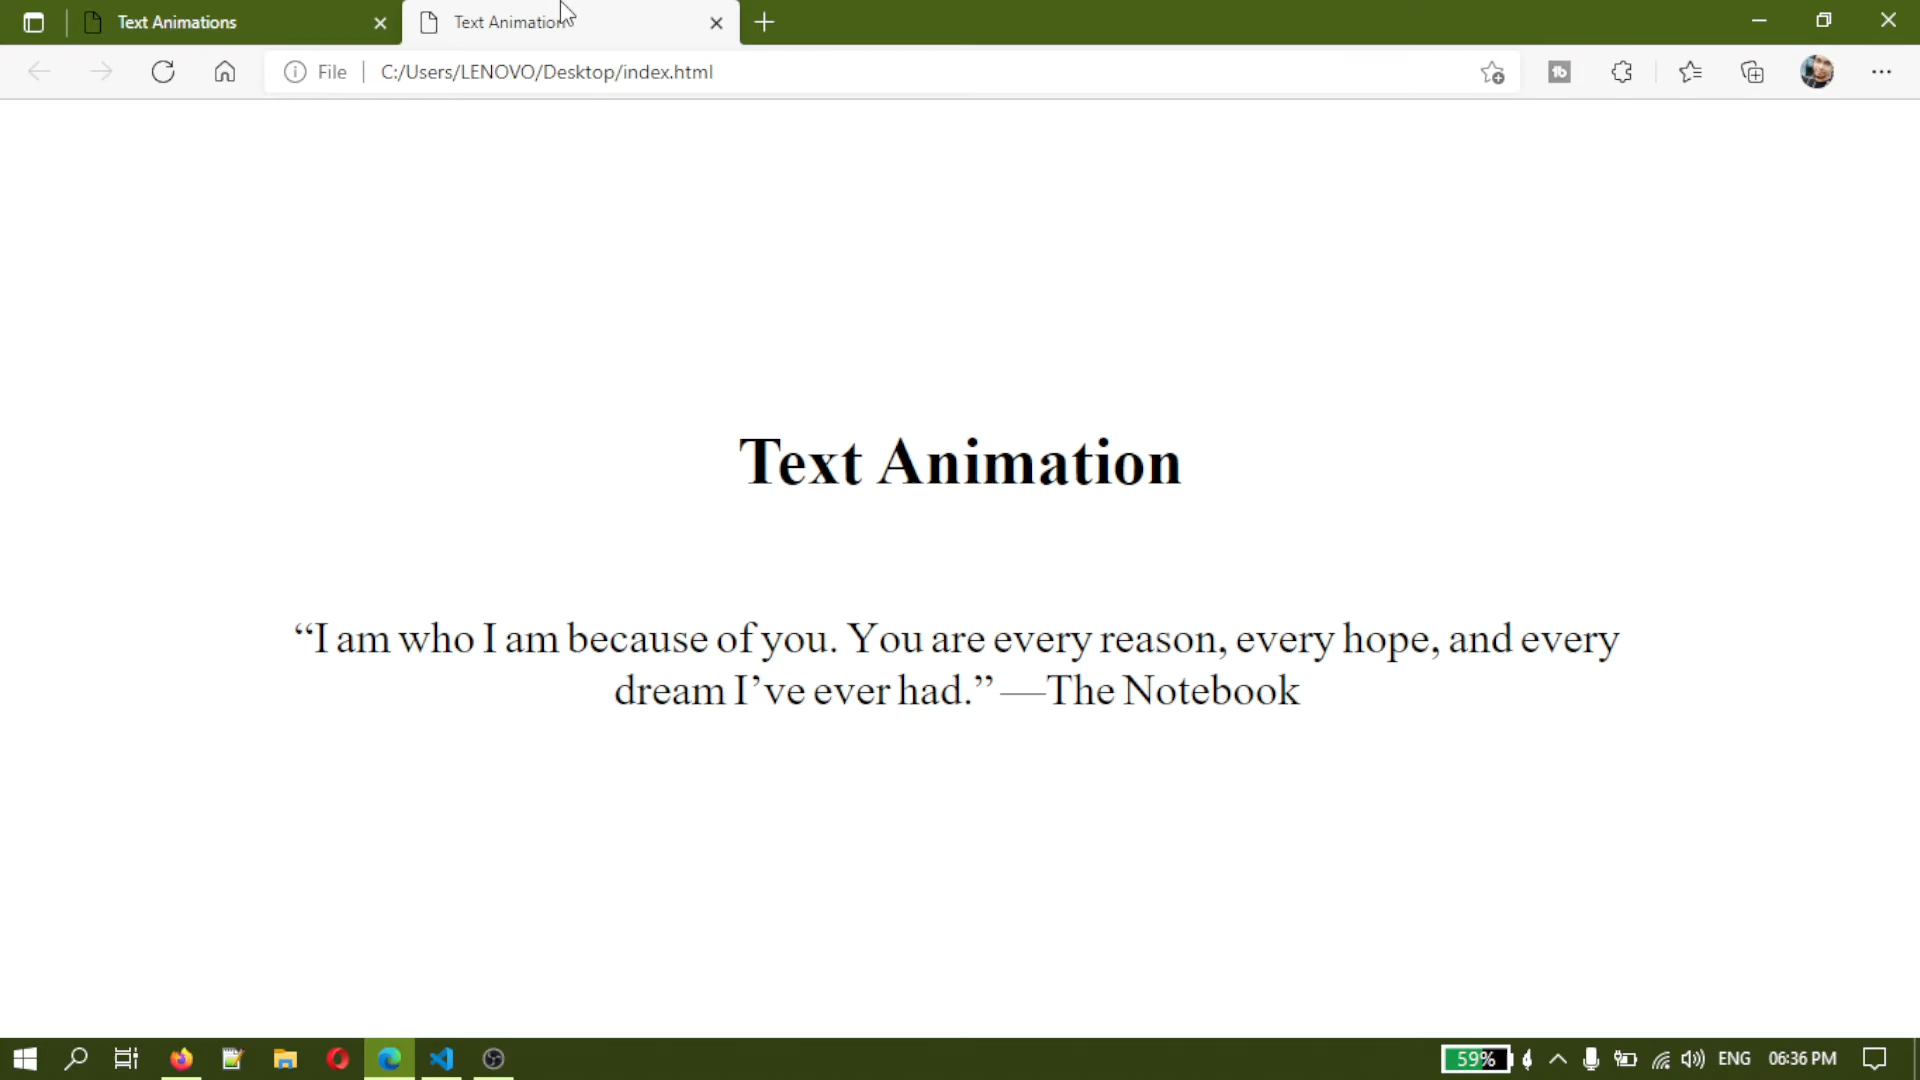 Text Animations
Text Animation
File
C:/Users/LENOVO/Desktop/index.html
Text Animation
“I am who I am because of you. You are every reason, every hope, and every
dream I’ve ever had.” —The Notebook
59%
ENG
06:36 PM